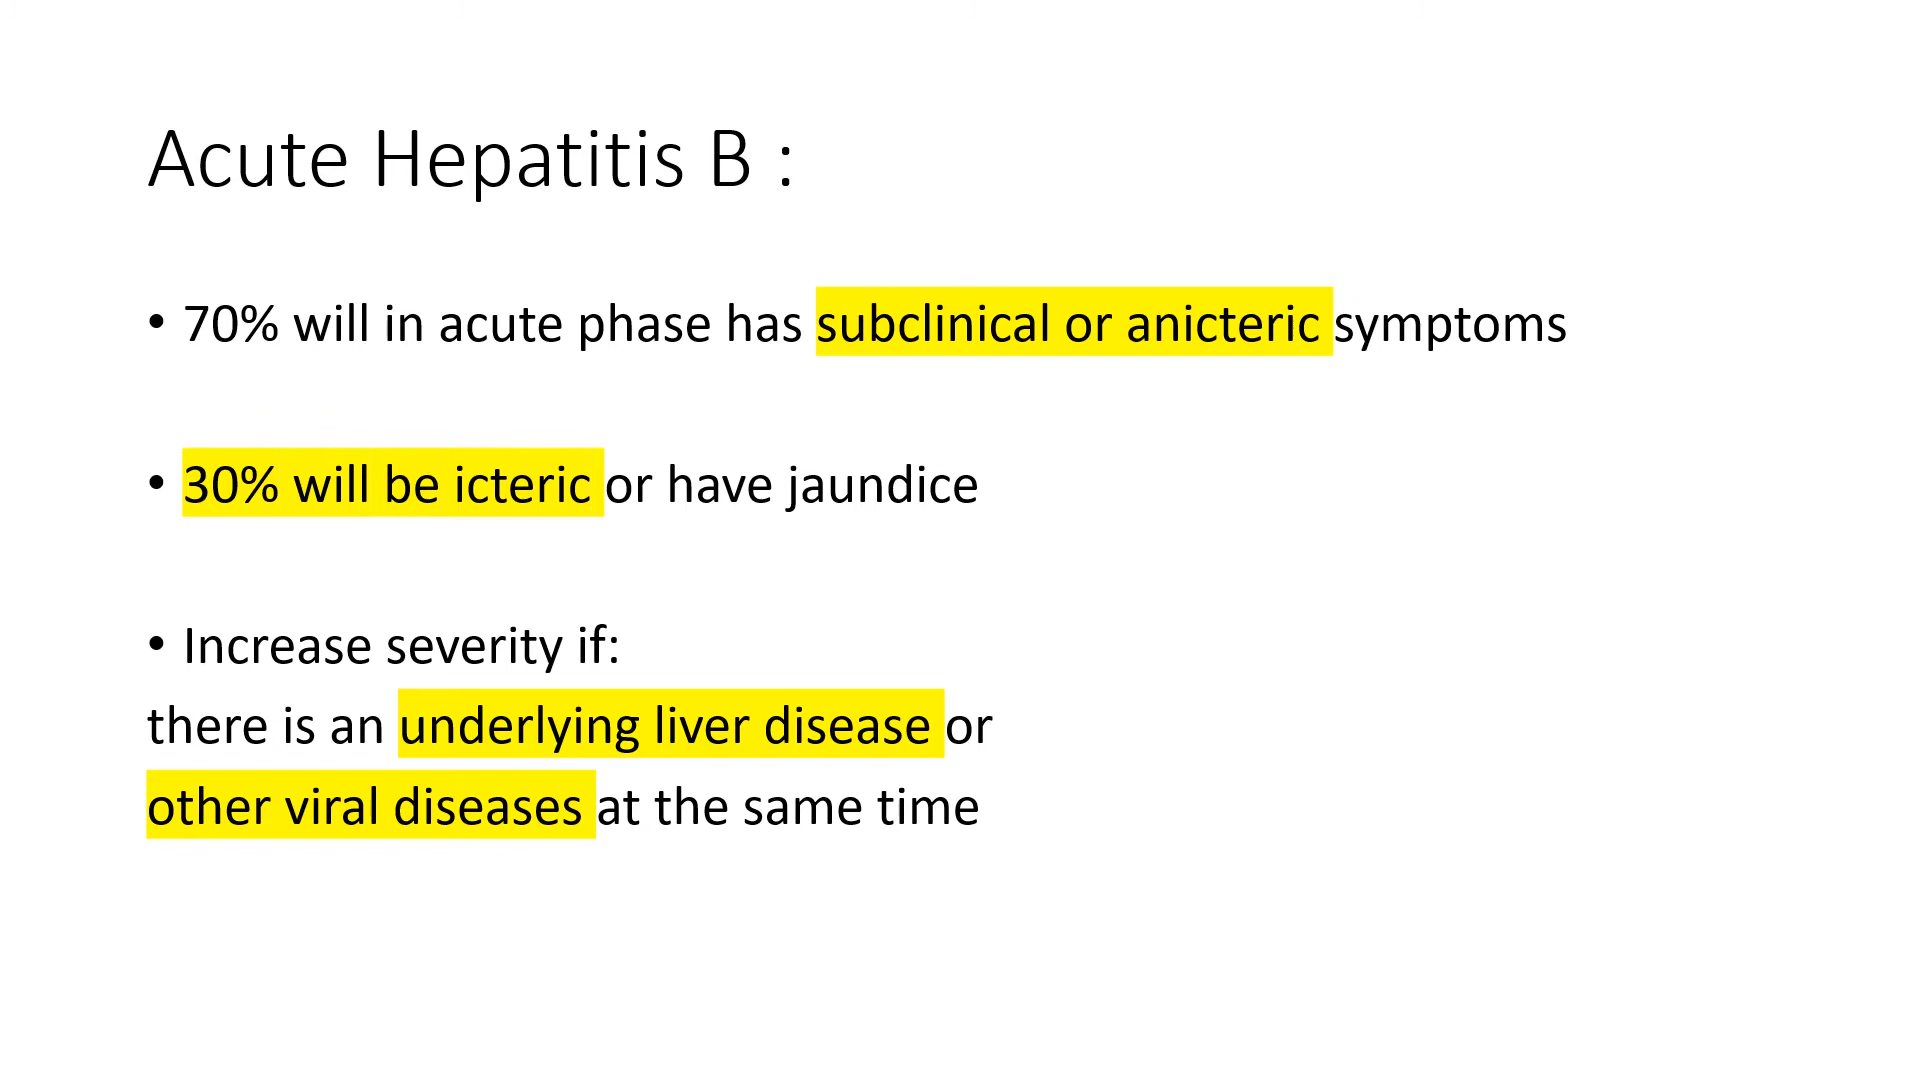 Acute Hepatitis B :
• 70% will in acute phase has subclinical or anicteric symptoms
• 30% will be icteric or have jaundice
• Increase severity if:
there is an underlying liver disease or
other viral diseases at the same time